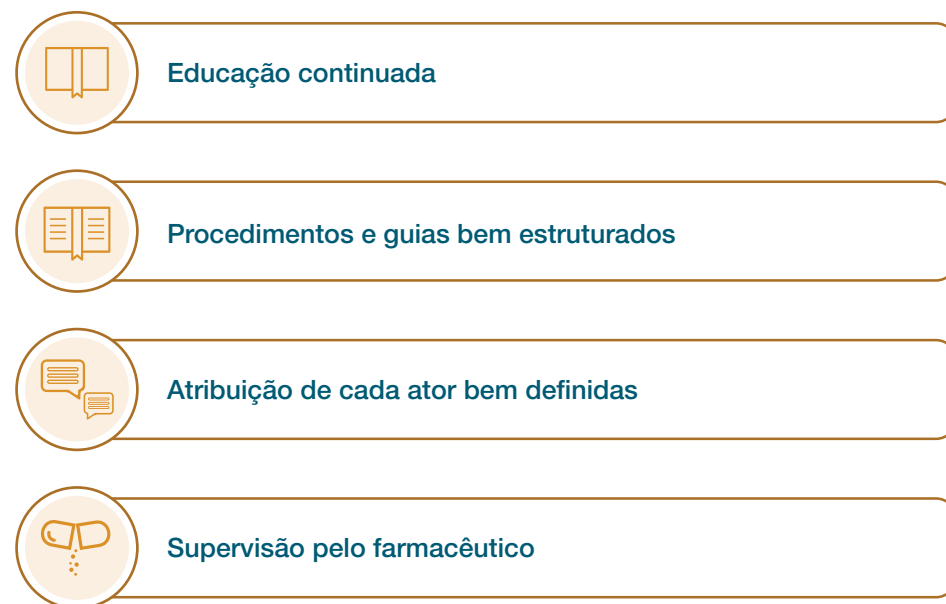 Educação continuada
Procedimentos e guias bem estruturados
Atribuição de cada ator bem definidas
Supervisão pelo farmacêutico